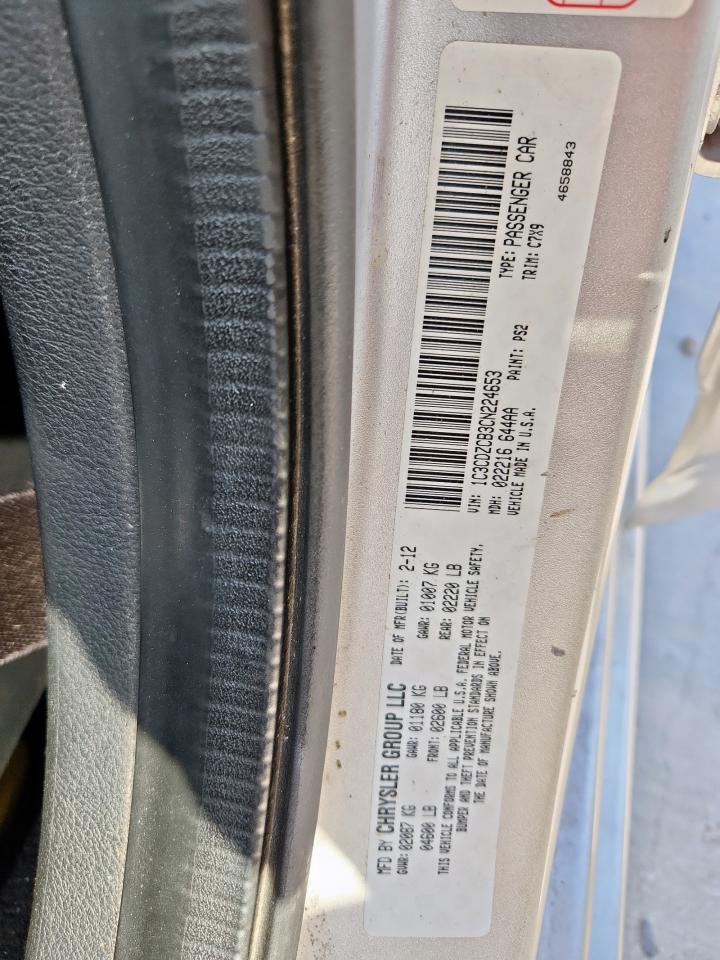 MFD BY CHRYSLER GROUP LLC DATE OF MFR(BUILT): 2-12
GVWR: 02087 KG GAWR: 01180 KG GAWR: 01007 KG
04600 LB FRONT: 02600 LB REAR: 02220 LB
THIS VEHICLE CONFORMS TO ALL APPLICABLE U.S.A. FEDERAL MOTOR VEHICLE SAFETY,
BUMPER AND THEFT PREVENTION STANDARDS IN EFFECT ON
THE DATE OF MANUFACTURE SHOWN ABOVE.
VIN: 1C3CDZCB3CN224653 TYPE: PASSENGER CAR
MDH: 022216 644AA PAINT: PS2 TRIM: C7X9
VEHICLE MADE IN U.S.A.
4658843